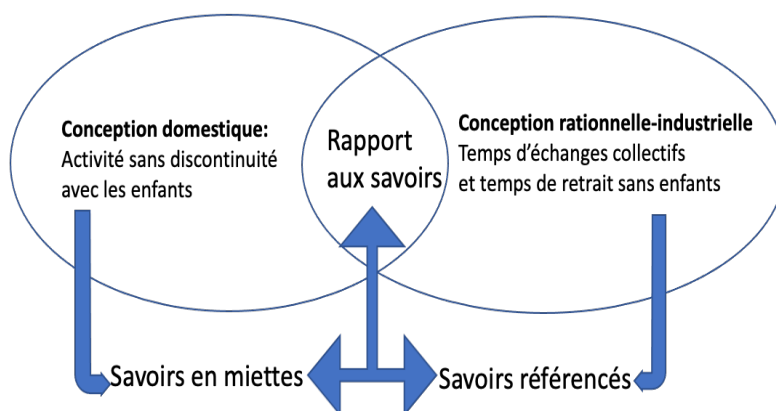 Conception domestique:
Activité sans discontinuité
avec les enfants
Rapport
aux savoirs
Conception rationnelle-industrielle
Temps d’échanges collectifs
et temps de retrait sans enfants
Savoirs en miettes
Savoirs référencés